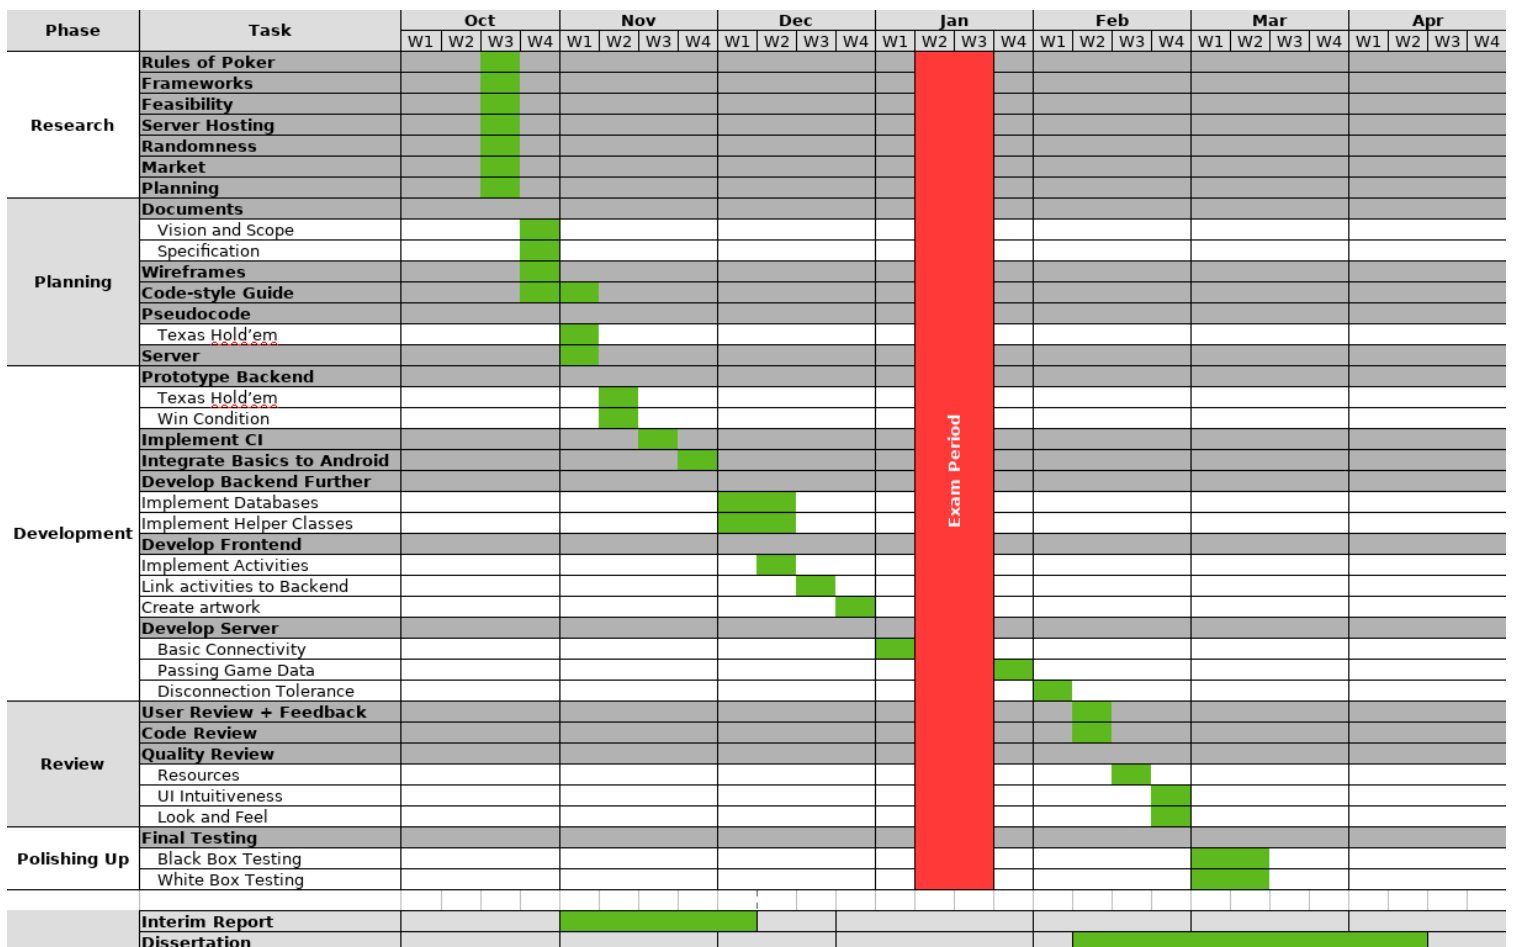 Phase Task Oct Nov Dec Jan Feb Mar Apr
W1 W2 W3 W4 W1 W2 W3 W4 W1 W2 W3 W4 W1 W2 W3 W4 W1 W2 W3 W4 W1 W2 W3 W4 W1 W2 W3 W4
Research
Rules of Poker
Frameworks
Feasibility
Server Hosting
Randomness
Market
Planning
Planning
Documents
Vision and Scope
Specification
Wireframes
Code-style Guide
Pseudocode
Texas Hold’em
Server
Development
Prototype Backend
Texas Hold’em
Win Condition
Implement CI
Integrate Basics to Android
Develop Backend Further
Implement Databases
Implement Helper Classes
Develop Frontend
Implement Activities
Link activities to Backend
Create artwork
Develop Server
Basic Connectivity
Passing Game Data
Disconnection Tolerance
Exam Period
Review
User Review + Feedback
Code Review
Quality Review
Resources
UI Intuitiveness
Look and Feel
Polishing Up
Final Testing
Black Box Testing
White Box Testing
Interim Report
Dissertation